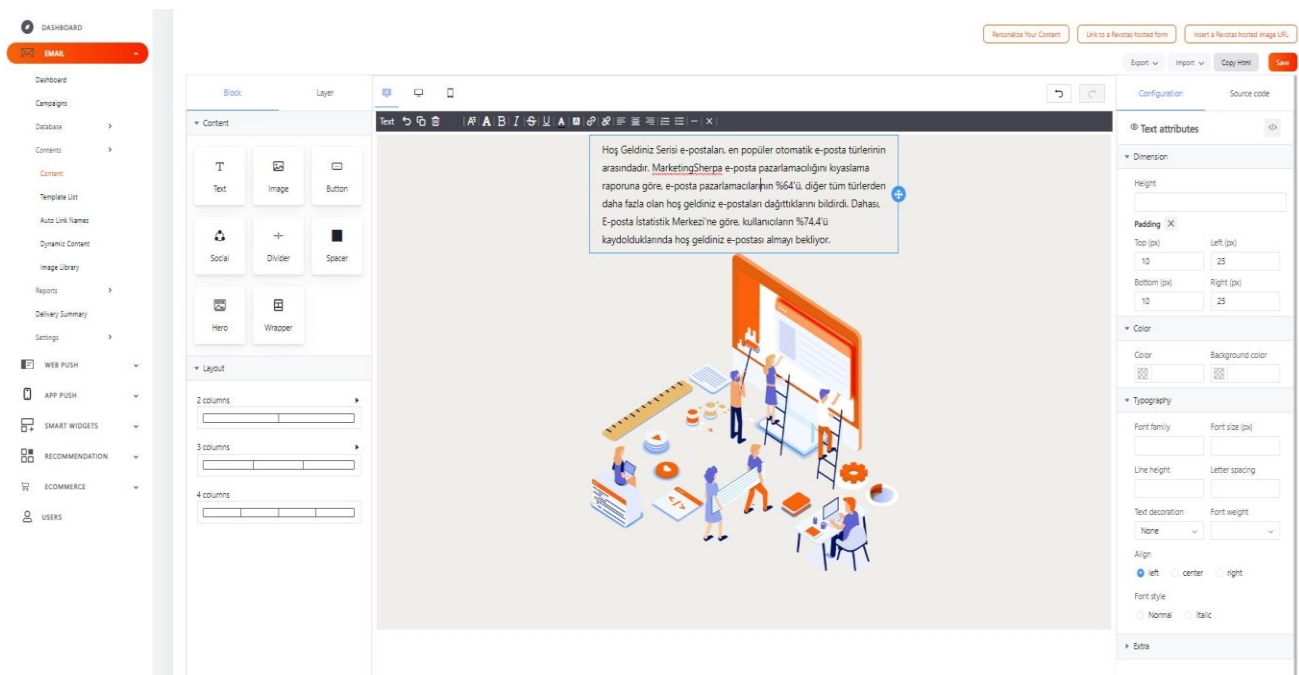 DASHBOARD
EMAIL
Dashboard
Campaigns
Database
Contents
Content
Template List
Auto Link Names
Dynamic Content
Image Library
Reports
Delivery Summary
Settings
WEB PUSH
APP PUSH
SMART WIDGETS
RECOMMENDATION
ECOMMERCE
USERS
Personalize Your Content
Link to a Revotas hosted form
Insert a Revotas hosted image URL
Export
Import
Copy Html
Save
Block
Layer
Content
Text
Image
Button
Social
Divider
Spacer
Hero
Wrapper
Layout
2 columns
3 columns
4 columns
Text
Hoş Geldiniz Serisi e-postaları, en popüler otomatik e-posta türlerinin
arasındadır. MarketingSherpa e-posta pazarlamacılığını kıyaslama
raporuna göre, e-posta pazarlamacılarının %64'ü, diğer tüm türlerden
daha fazla olan hoş geldiniz e-postaları dağıttıklarını bildirdi. Dahası,
E-posta İstatistik Merkezi'ne göre, kullanıcıların %74,4'ü
kaydolduklarında hoş geldiniz e-postası almayı bekliyor.
Configuration
Source code
Text attributes
Dimension
Height
Padding
Top (px)
Left (px)
10
25
Bottom (px)
Right (px)
10
25
Color
Color
Background color
Typography
Font family
Font size (px)
Line height
Letter spacing
Text decoration
Font weight
None
Align
left
center
right
Font style
Normal
Italic
Extra